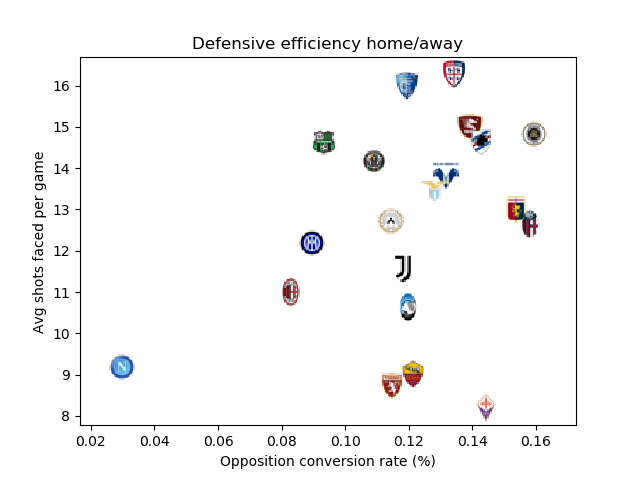 Defensive efficiency home/away
Avg shots faced per game
16
15
14
13
12
11
10
9
8
N
0.02 0.04 0.06 0.08 0.10 0.12 0.14 0.16
Opposition conversion rate (%)